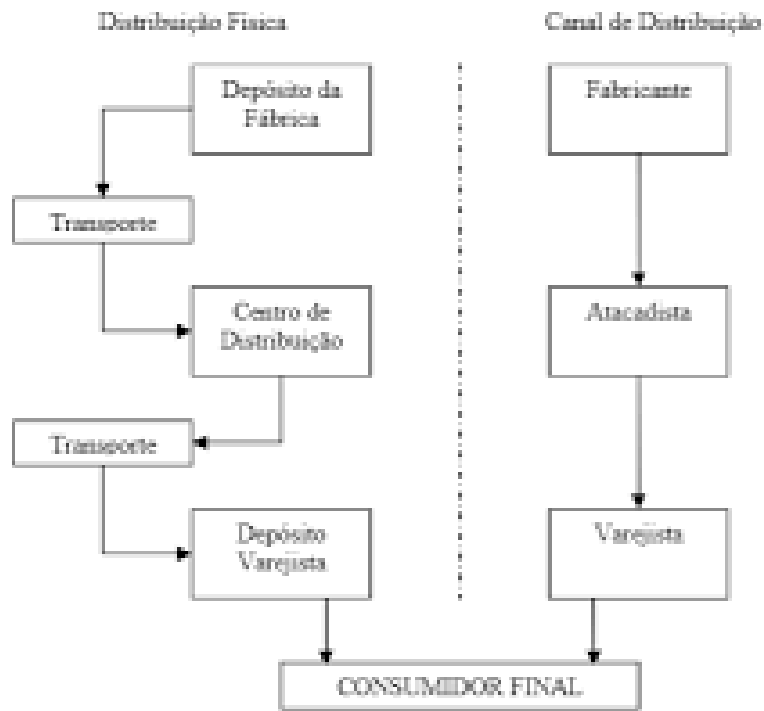 Distribuição Física
Canal de Distribuição
Depósito da
Fábrica
Fabricante
Transporte
Centro de
Distribuição
Atacadista
Transporte
Depósito
Varejista
Varejista
CONSUMIDOR FINAL